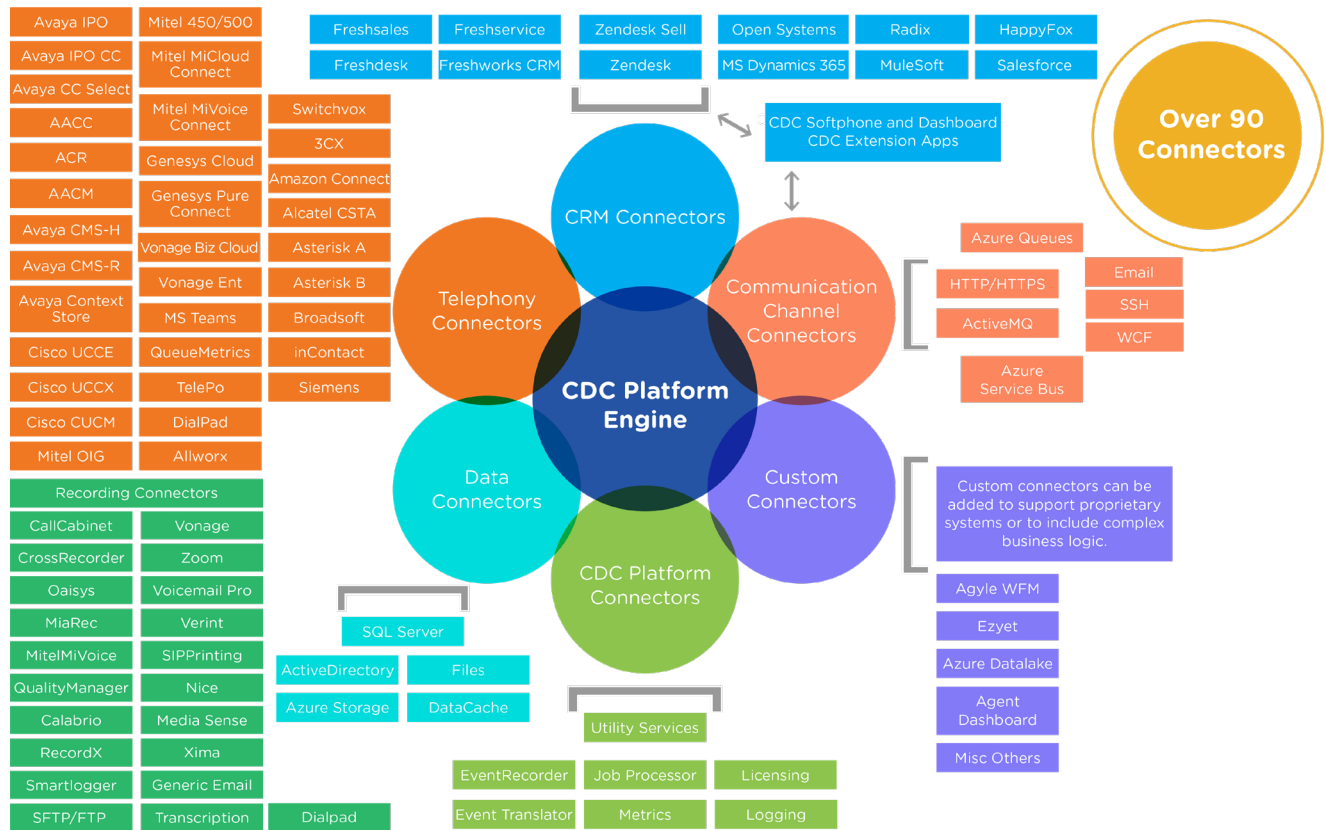 Avaya IPO
Avaya IPO CC
Avaya CC Select
AACC
ACR
AACM
Avaya CMS-H
Avaya CMS-R
Avaya Context
Store
Cisco UCCE
Cisco UCCX
Cisco CUCM
Mitel OIG
Mitel 450/500
Mitel MiCloud
Connect
Mitel MiVoice
Connect
Genesys Cloud
Genesys Pure
Connect
Vonage Biz Cloud
Vonage Ent
MS Teams
QueueMetrics
TelePo
DialPad
Allworx
Switchvox
3CX
Amazon Connect
Alcatel CSTA
Asterisk A
Asterisk B
Broadsoft
inContact
Siemens
Recording Connectors
CallCabinet
CrossRecorder
Oaisys
MiaRec
MitelMiVoice
QualityManager
Calabrio
RecordX
Smartlogger
SFTP/FTP
Vonage
Zoom
Voicemail Pro
Verint
SIPPrinting
Nice
Media Sense
Xima
Generic Email
Transcription
Dialpad
Freshsales
Freshservice
Zendesk Sell
Open Systems
Radix
HappyFox
Freshdesk
Freshworks CRM
Zendesk
MS Dynamics 365
MuleSoft
Salesforce
CDC Softphone and Dashboard
CDC Extension Apps
Over 90
Connectors
CRM Connectors
Telephony
Connectors
Communication
Channel
Connectors
CDC Platform
Engine
Data
Connectors
Custom
Connectors
CDC Platform
Connectors
Azure Queues
HTTP/HTTPS
ActiveMQ
Azure
Service Bus
Email
SSH
WCF
Custom connectors can be
added to support proprietary
systems or to include complex
business logic.
Agyle WFM
Ezyet
Azure Datalake
Agent
Dashboard
Misc Others
SQL Server
ActiveDirectory
Files
Azure Storage
DataCache
Utility Services
EventRecorder
Job Processor
Licensing
Event Translator
Metrics
Logging